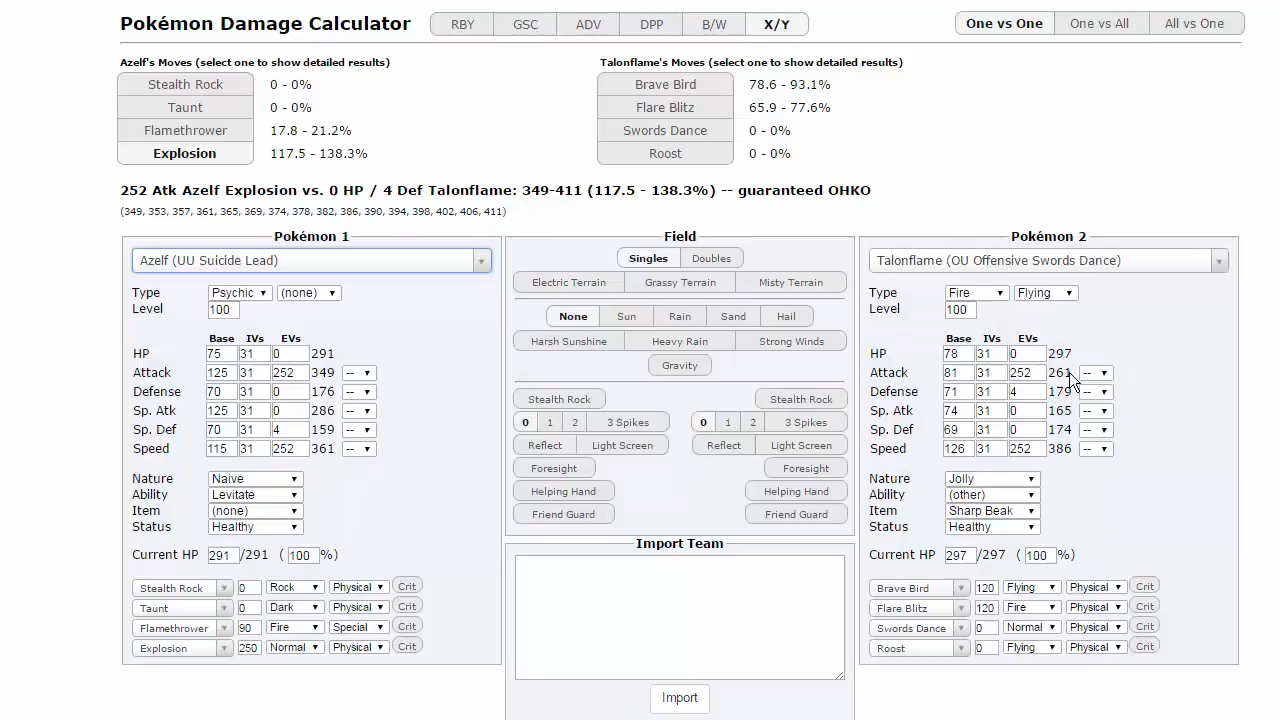 Pokémon Damage Calculator RBY GSC ADV DPP B/W X/Y One vs One One vs All All vs One
Azelf's Moves (select one to show detailed results) Talonflame's Moves (select one to show detailed results)
Stealth Rock 0 - 0% Brave Bird 78.6 - 93.1%
Taunt 0 - 0% Flare Blitz 65.9 - 77.6%
Flamethrower 17.8 - 21.2% Swords Dance 0 - 0%
Explosion 117.5 - 138.3% Roost 0 - 0%
252 Atk Azelf Explosion vs. 0 HP / 4 Def Talonflame: 349-411 (117.5 - 138.3%) -- guaranteed OHKO
(349, 353, 357, 361, 365, 369, 374, 378, 382, 386, 390, 394, 398, 402, 406, 411)
Pokémon 1
Azelf (UU Suicide Lead)
Type Psychic (none)
Level 100
Base IVs EVs
HP 75 31 0 291
Attack 125 31 252 349 --
Defense 70 31 0 176 --
Sp. Atk 125 31 0 286 --
Sp. Def 70 31 4 159 --
Speed 115 31 252 361 --
Nature Naive
Ability Levitate
Item (none)
Status Healthy
Current HP 291 /291 ( 100 %)
Stealth Rock 0 Rock Physical Crit
Taunt 0 Dark Physical Crit
Flamethrower 90 Fire Special Crit
Explosion 250 Normal Physical Crit
Field
Singles Doubles
Electric Terrain Grassy Terrain Misty Terrain
None Sun Rain Sand Hail
Harsh Sunshine Heavy Rain Strong Winds
Gravity
Stealth Rock Stealth Rock
0 1 2 3 Spikes 0 1 2 3 Spikes
Reflect Light Screen Reflect Light Screen
Foresight Foresight
Helping Hand Helping Hand
Friend Guard Friend Guard
Import Team
Import
Pokémon 2
Talonflame (OU Offensive Swords Dance)
Type Fire Flying
Level 100
Base IVs EVs
HP 78 31 0 297
Attack 81 31 252 261 --
Defense 71 31 4 179 --
Sp. Atk 74 31 0 165 --
Sp. Def 69 31 0 174 --
Speed 126 31 252 386 --
Nature Jolly
Ability (other)
Item Sharp Beak
Status Healthy
Current HP 297 /297 ( 100 %)
Brave Bird 120 Flying Physical Crit
Flare Blitz 120 Fire Physical Crit
Swords Dance 0 Normal Physical Crit
Roost 0 Flying Physical Crit